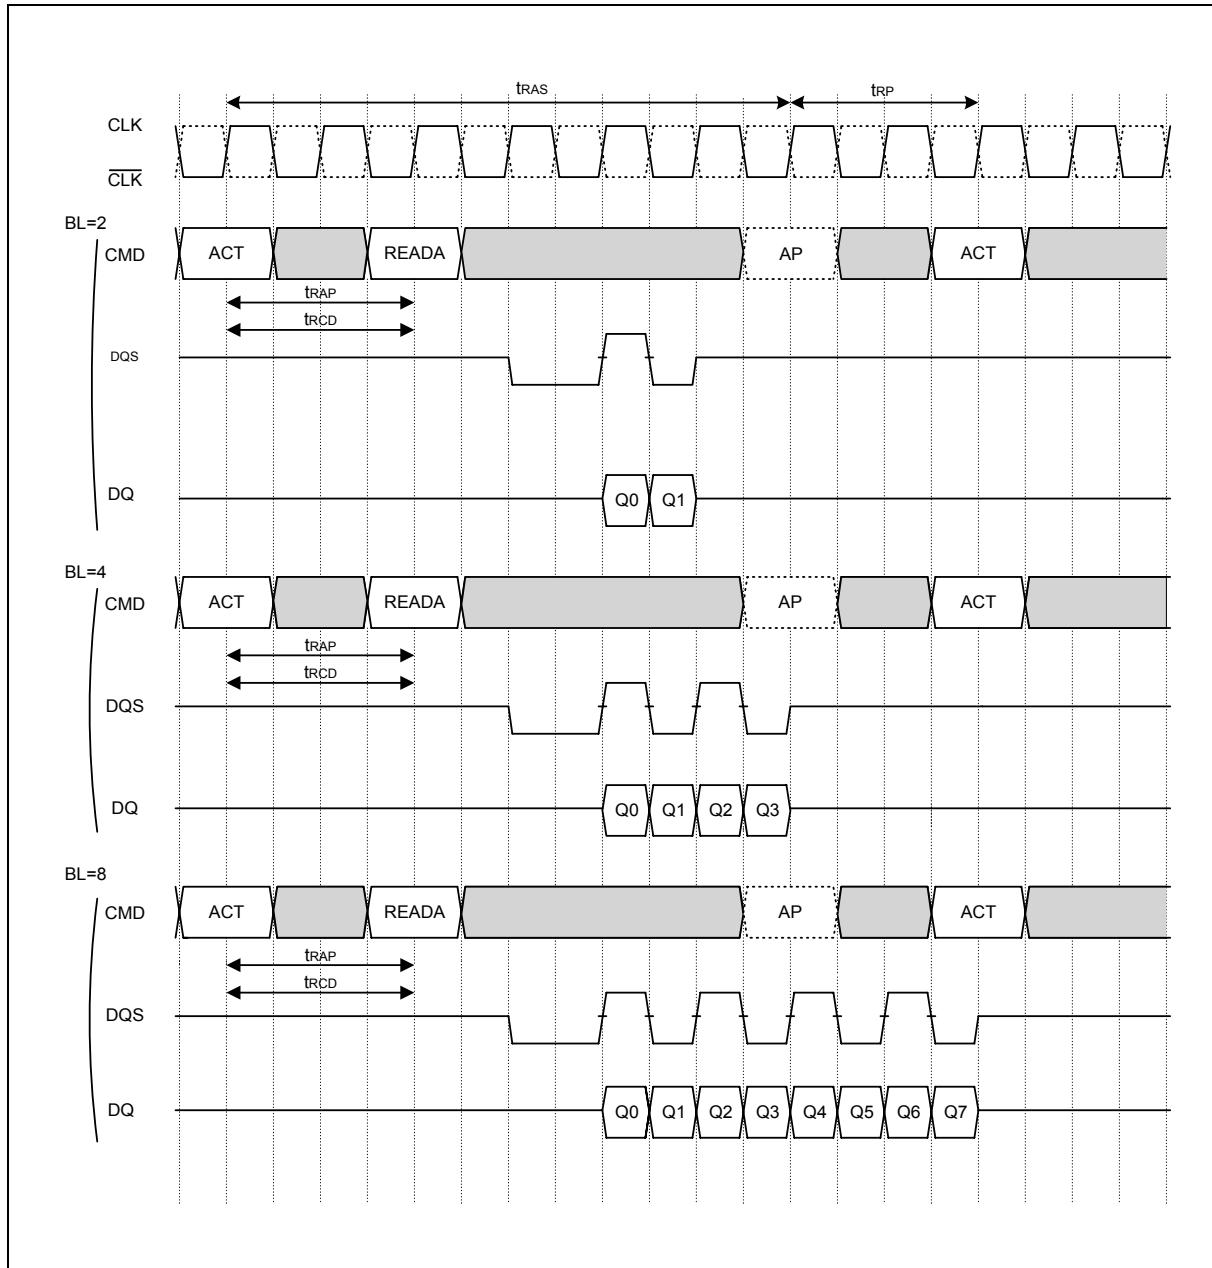 tRAS tRP
CLK
CLK
BL=2
CMD ACT READA AP ACT
tRAP
tRCD
DQS
DQ Q0 Q1
BL=4
CMD ACT READA AP ACT
tRAP
tRCD
DQS
DQ Q0 Q1 Q2 Q3
BL=8
CMD ACT READA AP ACT
tRAP
tRCD
DQS
DQ Q0 Q1 Q2 Q3 Q4 Q5 Q6 Q7